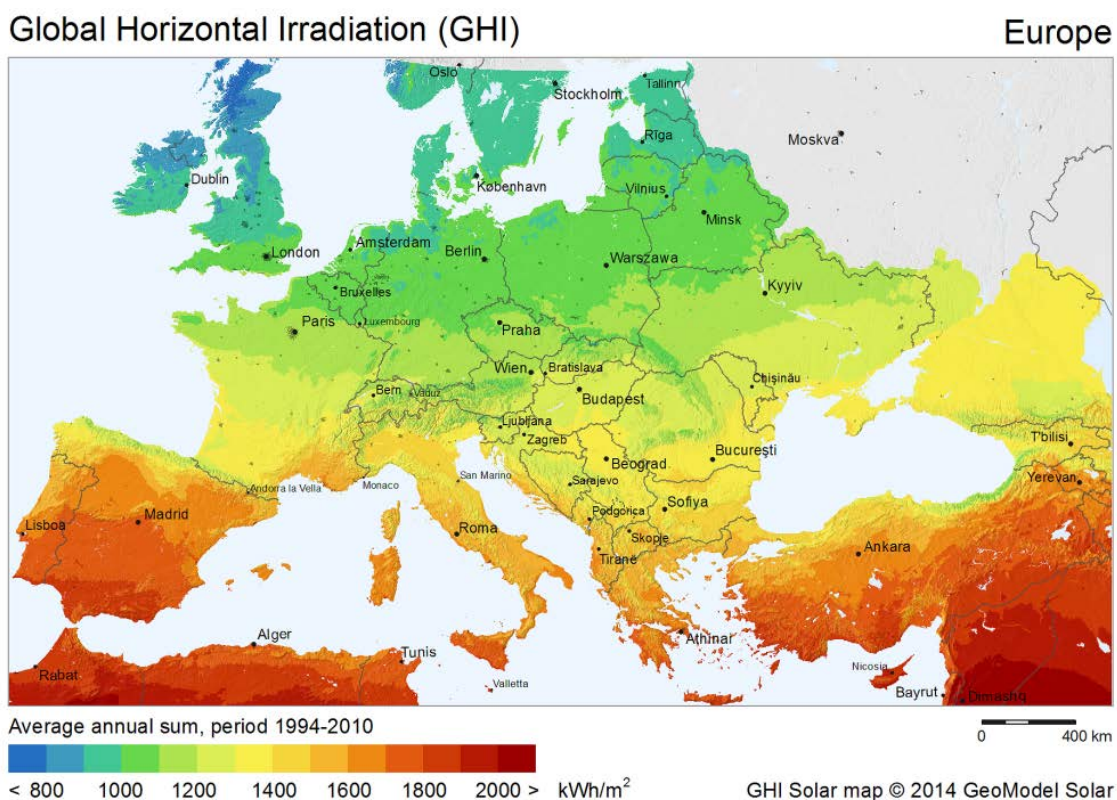 Global Horizontal Irradiation (GHI) Europe
Oslo
Stockholm
Tallinn
Rīga
Moskva
Dublin
København
Vilnius
Minsk
London
Amsterdam
Berlin
Warszawa
Bruxelles
Kyyiv
Paris
Luxembourg
Praha
Wien
Bratislava
Bern
Vaduz
Budapest
Chişinău
Ljubljana
Zagreb
Beograd
Bucureşti
T'bilisi
Andorra la Vella
Monaco
San Marino
Sarajevo
Yerevan
Madrid
Lisboa
Podgorica
Sofiya
Roma
Skopje
Tiranë
Ankara
Alger
Tunis
Athinai
Rabat
Valletta
Nicosia
Bayrut
Dimashq
Average annual sum, period 1994-2010
0 400 km
< 800 1000 1200 1400 1600 1800 2000 > kWh/m²
GHI Solar map © 2014 GeoModel Solar